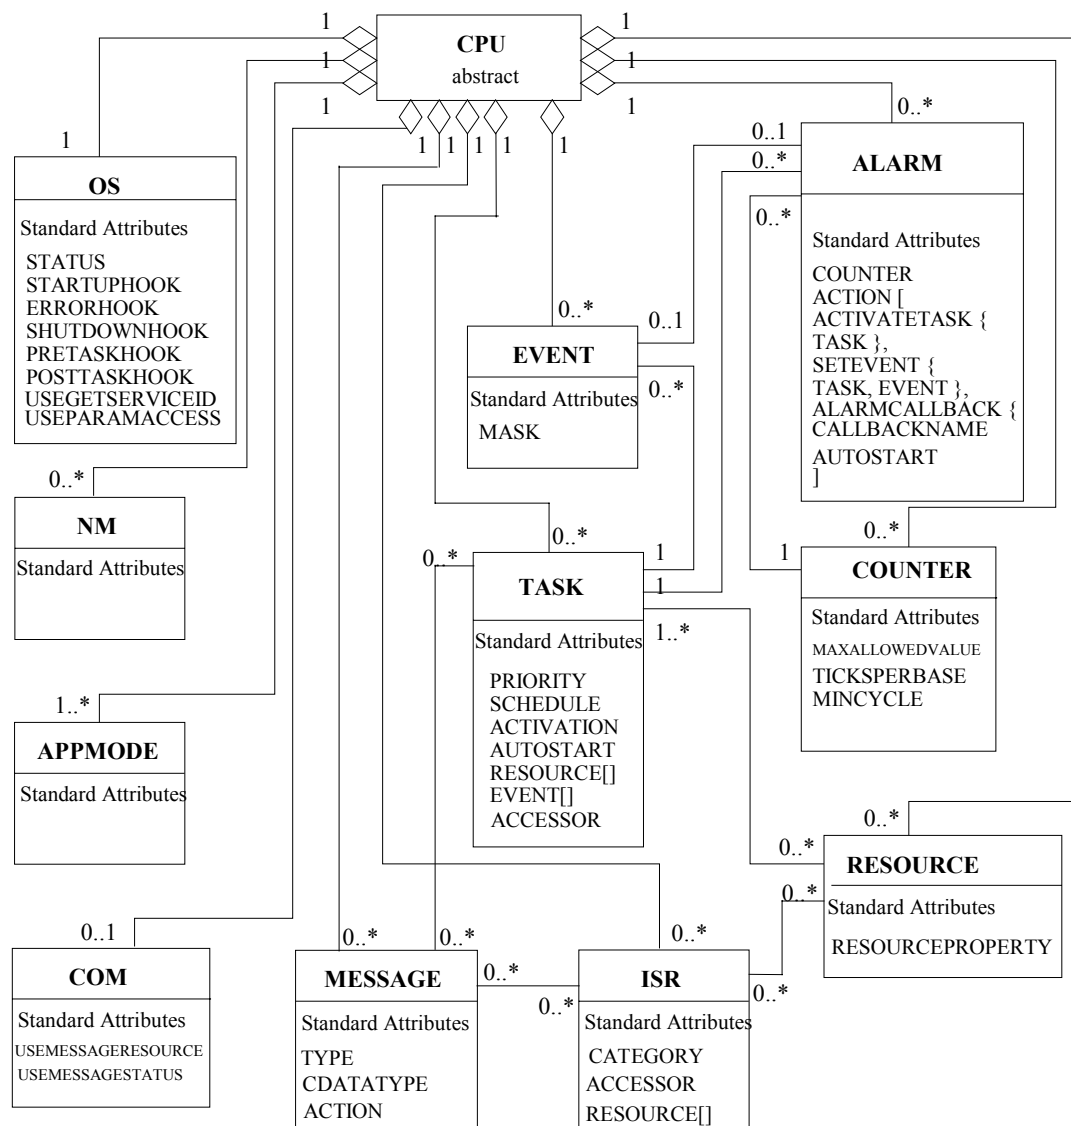 1
CPU
1
abstract
1
1
1
1
0..*
1
1
1
1
1
1
0..1
0..*
ALARM
OS
Standard Attributes
STATUS
STARTUPHOOK
ERRORHOOK
SHUTDOWNHOOK
PRETASKHOOK
POSTTASKHOOK
USEGETSERVICEID
USEPARAMACCESS
0..*
Standard Attributes
COUNTER
ACTION [
ACTIVATETASK {
TASK },
SETEVENT {
TASK, EVENT },
ALARMCALLBACK {
CALLBACKNAME
AUTOSTART
]
0..*
0..1
EVENT
0..*
Standard Attributes
MASK
0..*
NM
Standard Attributes
0..*
0..*
1
TASK
1
1..*
Standard Attributes
PRIORITY
SCHEDULE
ACTIVATION
AUTOSTART
RESOURCE[]
EVENT[]
ACCESSOR
1
0..*
COUNTER
Standard Attributes
MAXALLOWEDVALUE
TICKSPERBASE
MINCYCLE
1..*
APPMODE
Standard Attributes
0..*
0..*
RESOURCE
0..*
Standard Attributes
RESOURCEPROPERTY
0..1
COM
Standard Attributes
USEMESSAGERESOURCE
USEMESSAGESTATUS
0..*
0..*
MESSAGE
0..*
Standard Attributes
TYPE
CDATATYPE
ACTION
0..*
0..*
ISR
0..*
Standard Attributes
CATEGORY
ACCESSOR
RESOURCE[]